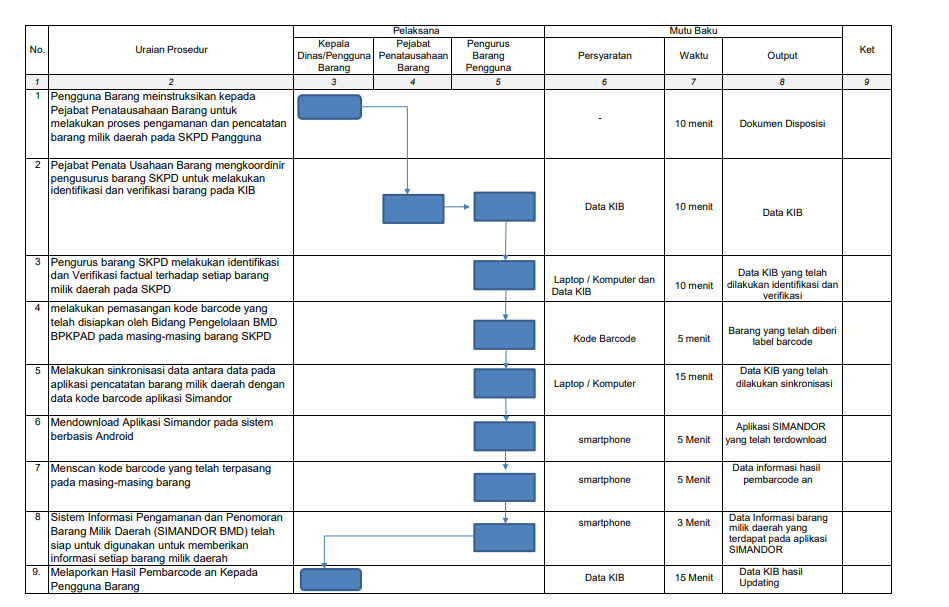 No.
Uraian Prosedur
Pelaksana
Mutu Baku
Ket
Kepala
Dinas/Pengguna
Barang
Pejabat
Penatausahaan
Barang
Pengurus
Barang
Pengguna
Persyaratan
Waktu
Output
1 2 3 4 5 6 7 8 9
1 Pengguna Barang meinstruksikan kepada
Pejabat Penatausahaan Barang untuk
melakukan proses pengamanan dan pencatatan
barang milik daerah pada SKPD Pangguna
-
10 menit
Dokumen Disposisi
2 Pejabat Penata Usahaan Barang mengkoordinir
pengusurus barang SKPD untuk melakukan
identifikasi dan verifikasi barang pada KIB
Data KIB
10 menit
Data KIB
3 Pengurus barang SKPD melakukan identifikasi
dan Verifikasi factual terhadap setiap barang
milik daerah pada SKPD
Laptop / Komputer dan
Data KIB
10 menit
Data KIB yang telah
dilakukan identifikasi dan
verifikasi
4 melakukan pemasangan kode barcode yang
telah disiapkan oleh Bidang Pengelolaan BMD
BPKPAD pada masing-masing barang SKPD
Kode Barcode
5 menit
Barang yang telah diberi
label barcode
5 Melakukan sinkronisasi data antara data pada
aplikasi pencatatan barang milik daerah dengan
data kode barcode aplikasi Simandor
Laptop / Komputer
15 menit
Data KIB yang telah
dilakukan sinkronisasi
6 Mendownload Aplikasi Simandor pada sistem
berbasis Android
smartphone
5 Menit
Aplikasi SIMANDOR
yang telah terdownload
7 Menscan kode barcode yang telah terpasang
pada masing-masing barang
smartphone
5 Menit
Data informasi hasil
pembarcode an
8 Sistem Informasi Pengamanan dan Penomoran
Barang Milik Daerah (SIMANDOR BMD) telah
siap untuk digunakan untuk memberikan
informasi setiap barang milik daerah
smartphone
3 Menit
Data Informasi barang
milik daerah yang
terdapat pada aplikasi
SIMANDOR
9. Melaporkan Hasil Pembarcode an Kepada
Pengguna Barang
Data KIB
15 Menit
Data KIB hasil
Updating